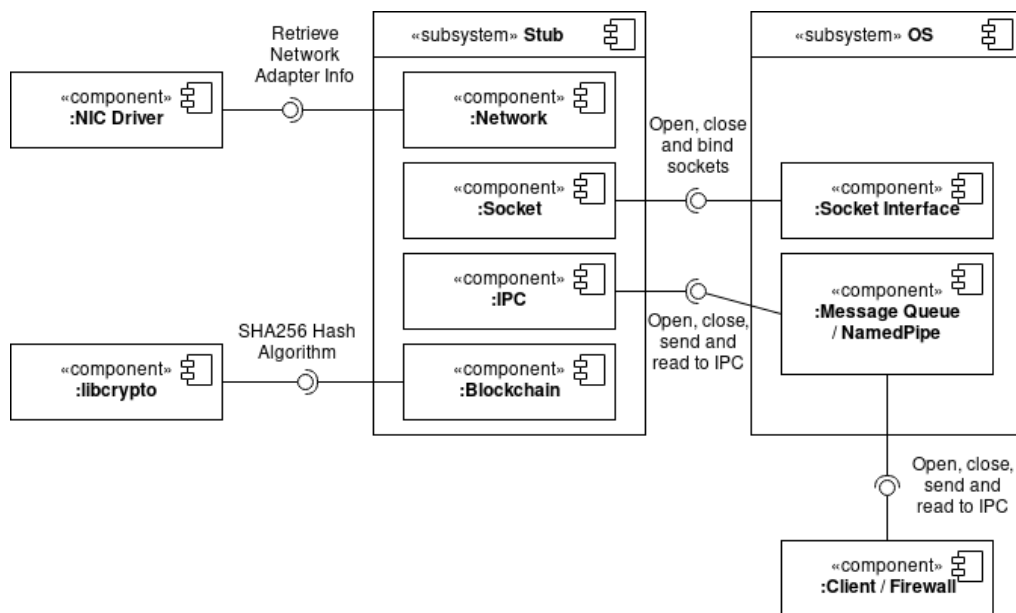 Retrieve
Network
Adapter Info
«subsystem» Stub
«subsystem» OS
«component»
:NIC Driver
«component»
:Network
Open, close
and bind
sockets
«component»
:Socket
«component»
:Socket Interface
«component»
:IPC
«component»
:Message Queue
/ NamedPipe
Open, close,
send and
read to IPC
SHA256 Hash
Algorithm
«component»
:libcrypto
«component»
:Blockchain
Open, close,
send and
read to IPC
«component»
:Client / Firewall